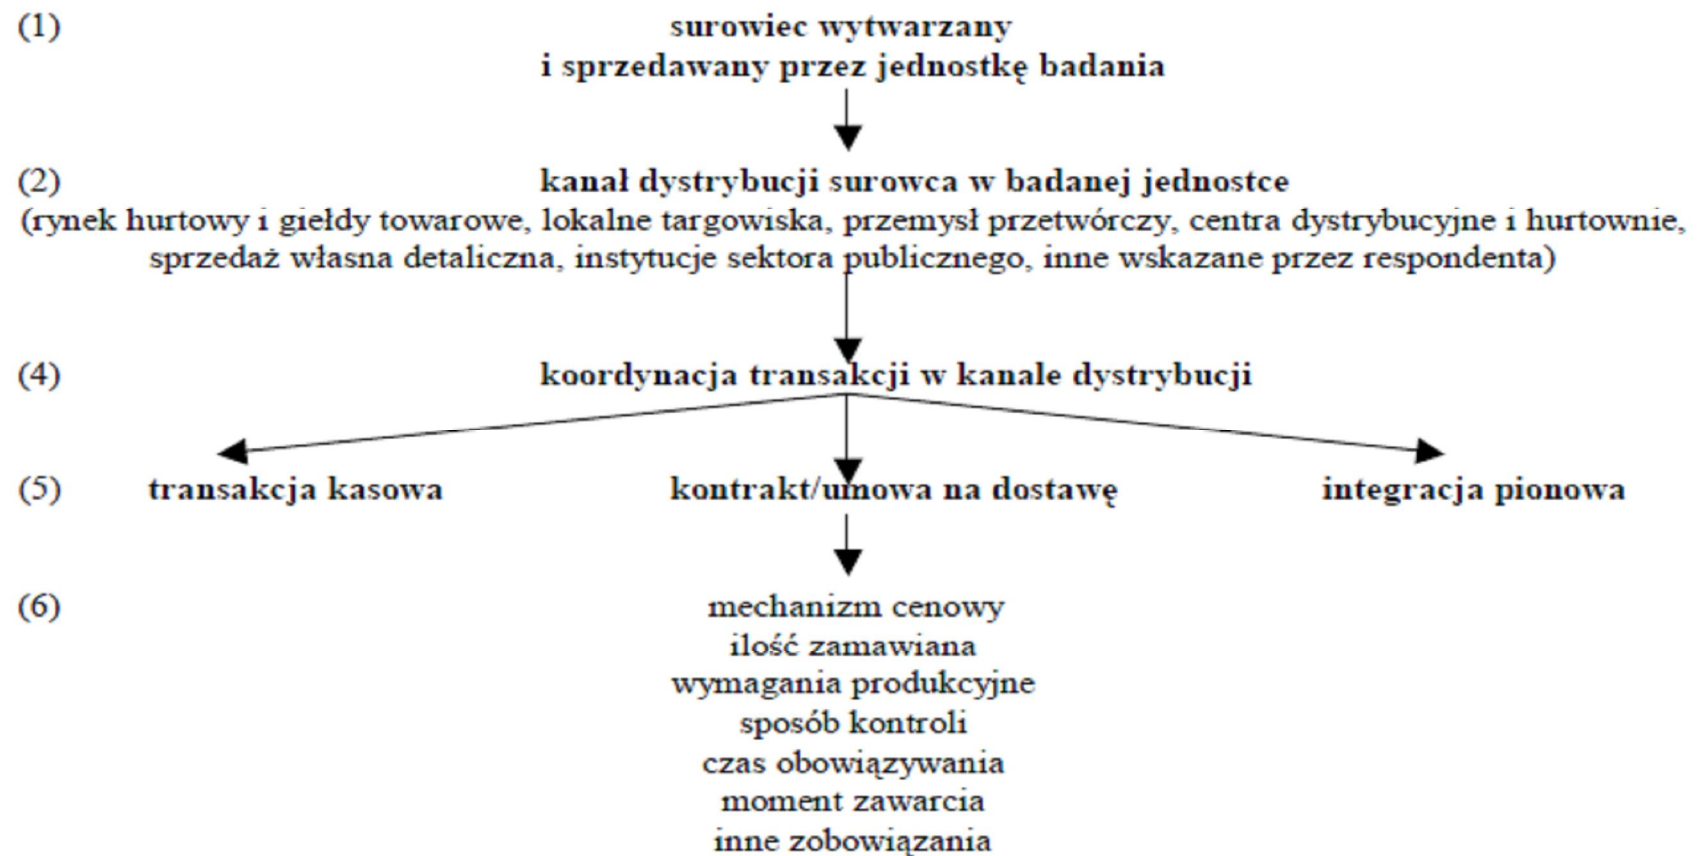 (1) surowiec wytwarzany
i sprzedawany przez jednostkę badania
(2) kanał dystrybucji surowca w badanej jednostce
(rynek hurtowy i giełdy towarowe, lokalne targowiska, przemysł przetwórczy, centra dystrybucyjne i hurtownie,
sprzedaż własna detaliczna, instytucje sektora publicznego, inne wskazane przez respondenta)
(4) koordynacja transakcji w kanale dystrybucji
(5) transakcja kasowa kontrakt/umowa na dostawę integracja pionowa
(6) mechanizm cenowy
ilość zamawiana
wymagania produkcyjne
sposób kontroli
czas obowiązywania
moment zawarcia
inne zobowiązania